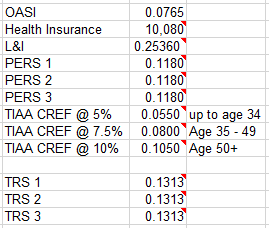 OASI 0.0765
Health Insurance 10,080
L&I 0.25360
PERS 1 0.1180
PERS 2 0.1180
PERS 3 0.1180
TIAA CREF @ 5% 0.0550 up to age 34
TIAA CREF @ 7.5% 0.0800 Age 35 - 49
TIAA CREF @ 10% 0.1050 Age 50+
TRS 1 0.1313
TRS 2 0.1313
TRS 3 0.1313